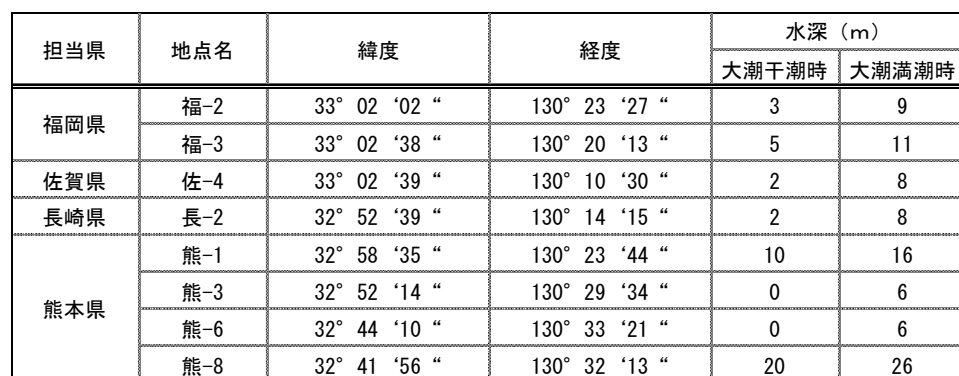 担当県 地点名 緯度 経度 水深（ｍ）
大潮干潮時 大潮満潮時
福岡県 福-2 33° 02 ‘02 “ 130° 23 ‘27 “ 3 9
福-3 33° 02 ‘38 “ 130° 20 ‘13 “ 5 11
佐賀県 佐-4 33° 02 ‘39 “ 130° 10 ‘30 “ 2 8
長崎県 長-2 32° 52 ‘39 “ 130° 14 ‘15 “ 2 8
熊本県 熊-1 32° 58 ‘35 “ 130° 23 ‘44 “ 10 16
熊-3 32° 52 ‘14 “ 130° 29 ‘34 “ 0 6
熊-6 32° 44 ‘10 “ 130° 33 ‘21 “ 0 6
熊-8 32° 41 ‘56 “ 130° 32 ‘13 “ 20 26